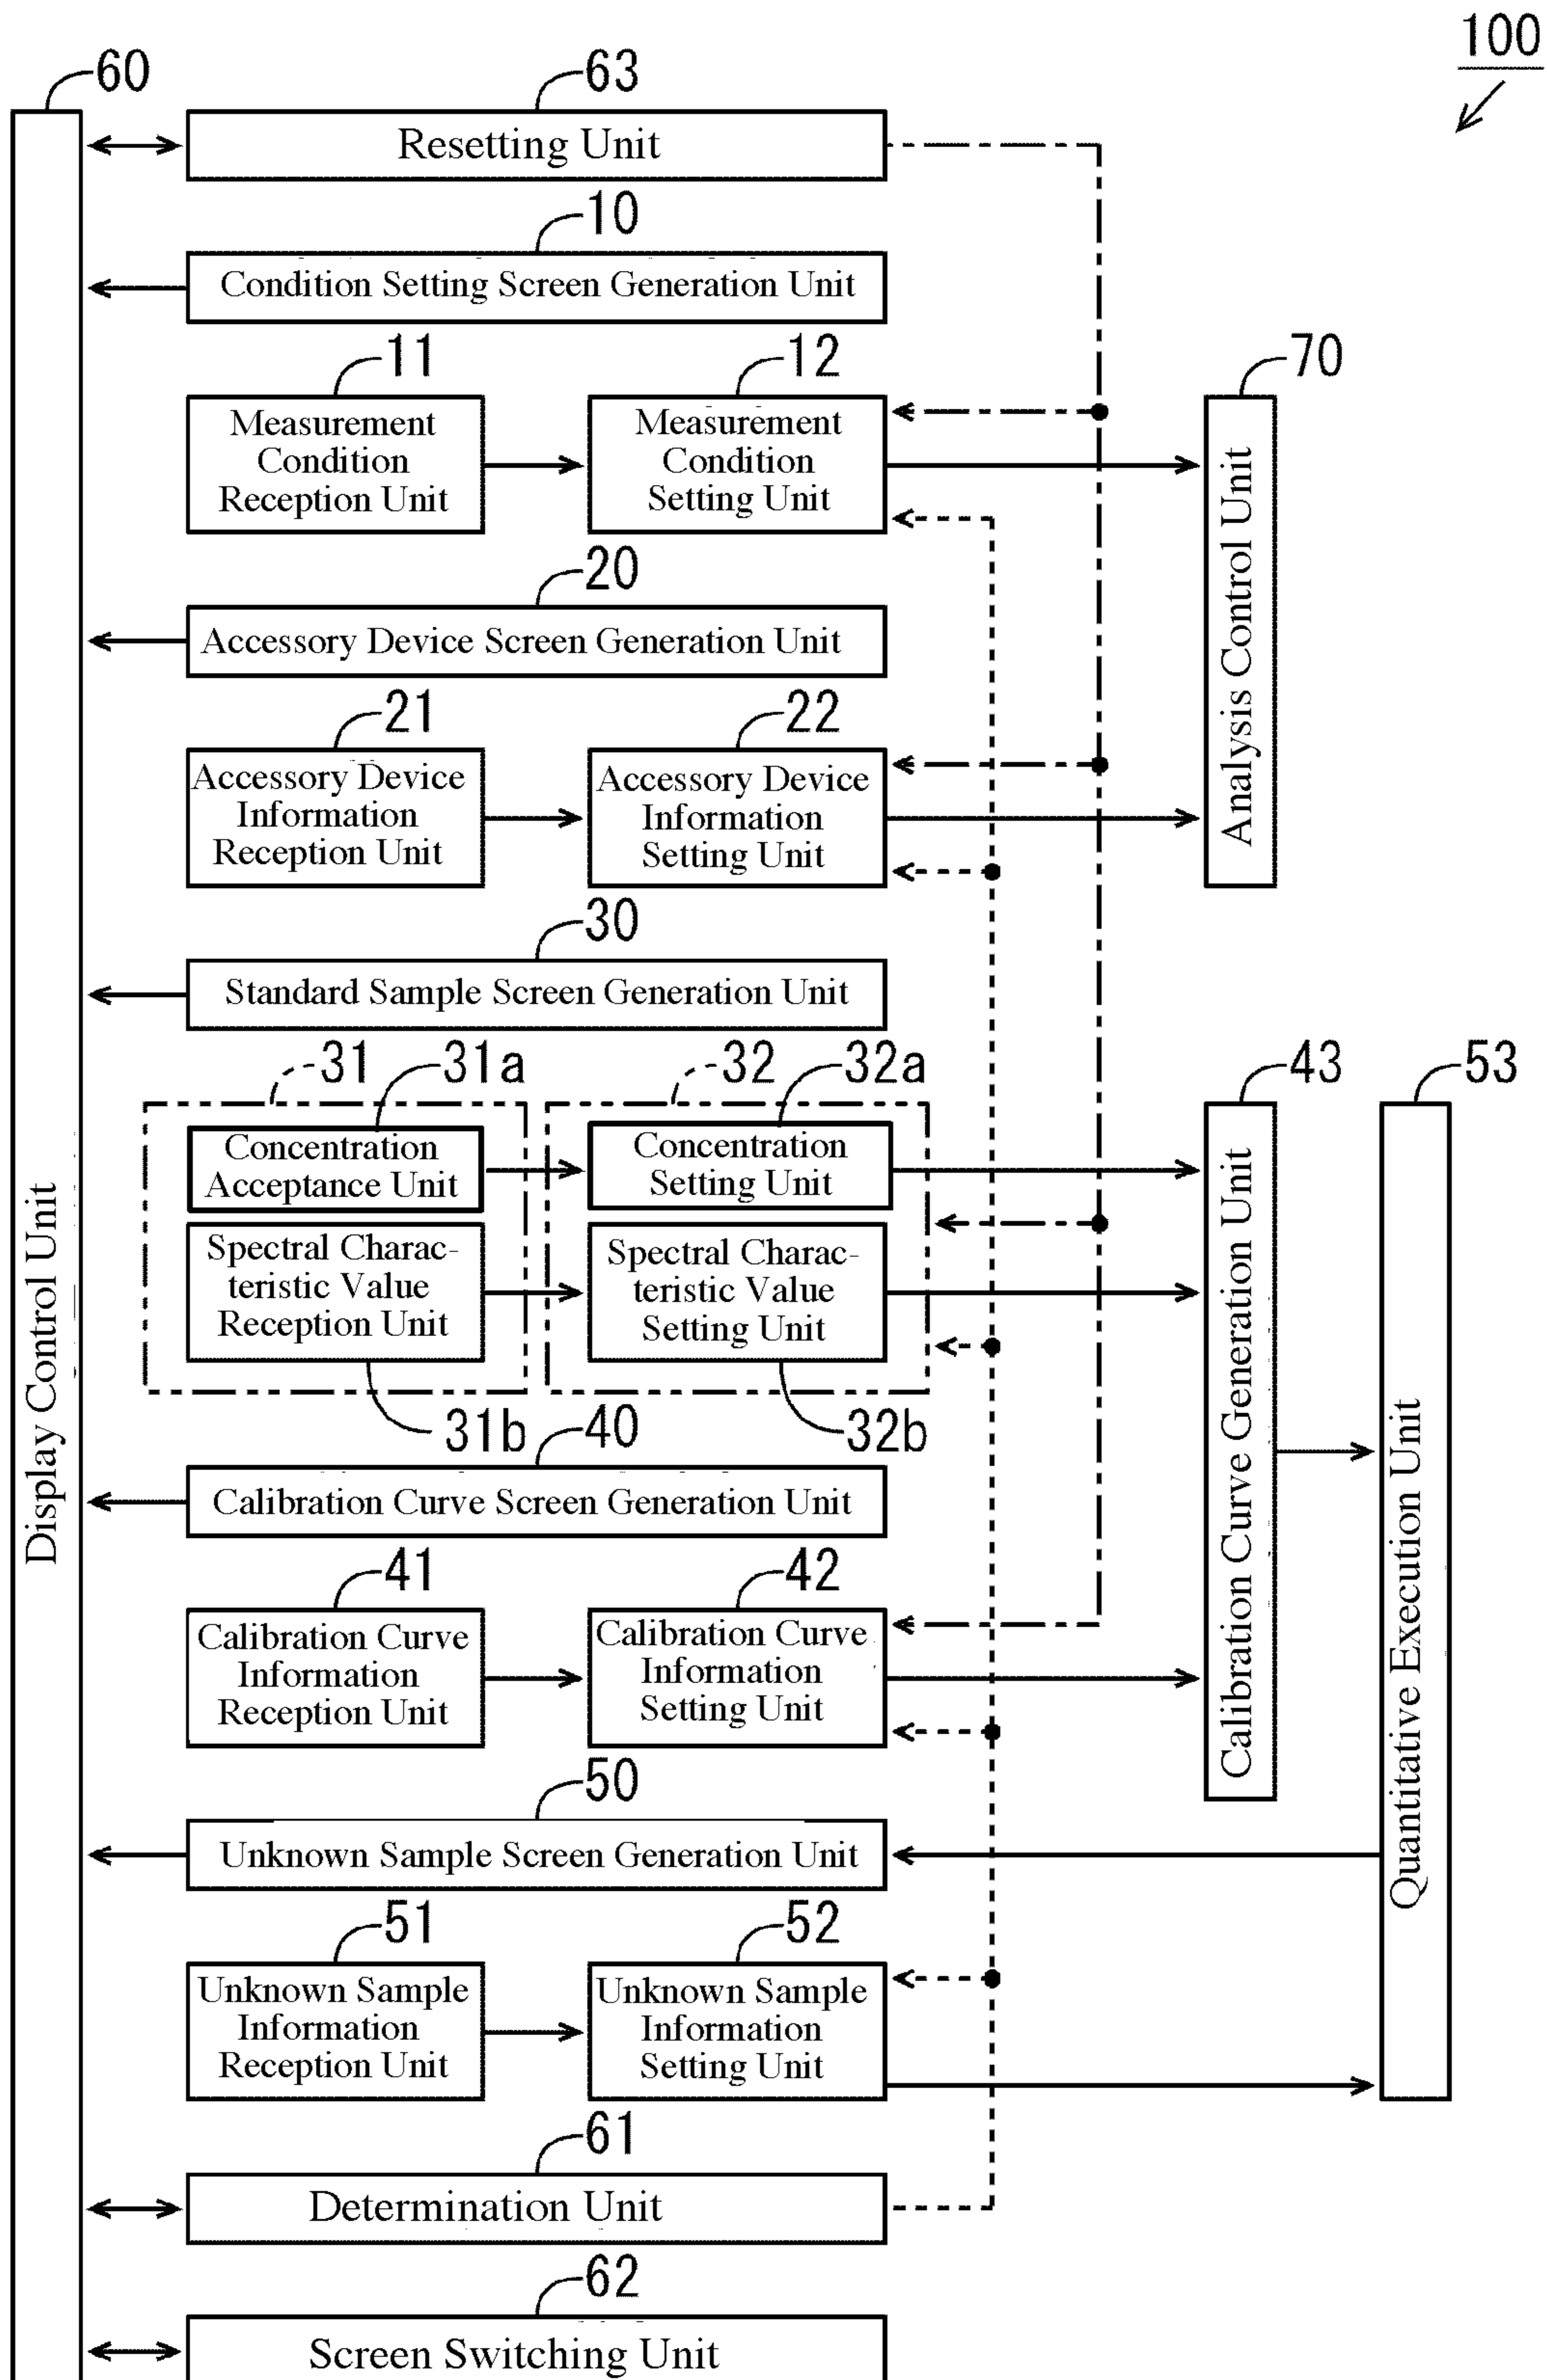 100
60
63
Resetting Unit
10
Condition Setting Screen Generation Unit
11
12
70
Measurement
Condition
Reception Unit
Measurement
Condition
Setting Unit
Analysis Control Unit
20
Accessory Device Screen Generation Unit
21
22
Accessory Device
Information
Reception Unit
Accessory Device
Information
Setting Unit
30
Standard Sample Screen Generation Unit
31
31a
32
32a
43
53
Concentration
Acceptance Unit
Concentration
Setting Unit
Spectral Charac-
teristic Value
Reception Unit
Spectral Charac-
teristic Value
Setting Unit
Display Control Unit
Calibration Curve Generation Unit
Quantitative Execution Unit
31b
40
32b
Calibration Curve Screen Generation Unit
41
42
Calibration Curve
Information
Reception Unit
Calibration Curve
Information
Setting Unit
50
Unknown Sample Screen Generation Unit
51
52
Unknown Sample
Information
Reception Unit
Unknown Sample
Information
Setting Unit
61
Determination Unit
62
Screen Switching Unit